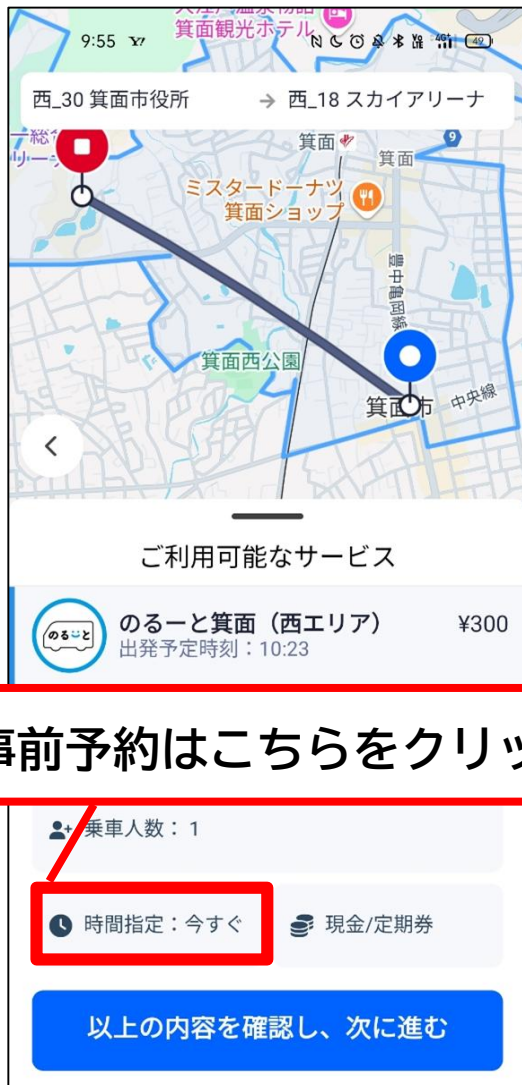 9:55
箕面観光ホテル
4G+
49
西_30 箕面市役所 → 西_18 スカイアリーナ
箕面
9
箕面
ミスタードーナツ
箕面ショップ
豊中亀岡線
箕面西公園
中央線
ご利用可能なサービス
のるーと
のるーと箕面（西エリア） ¥300
出発予定時刻：10:23
事前予約はこちらをクリッ
乗車人数： 1
時間指定：今すぐ
現金/定期券
以上の内容を確認し、次に進む